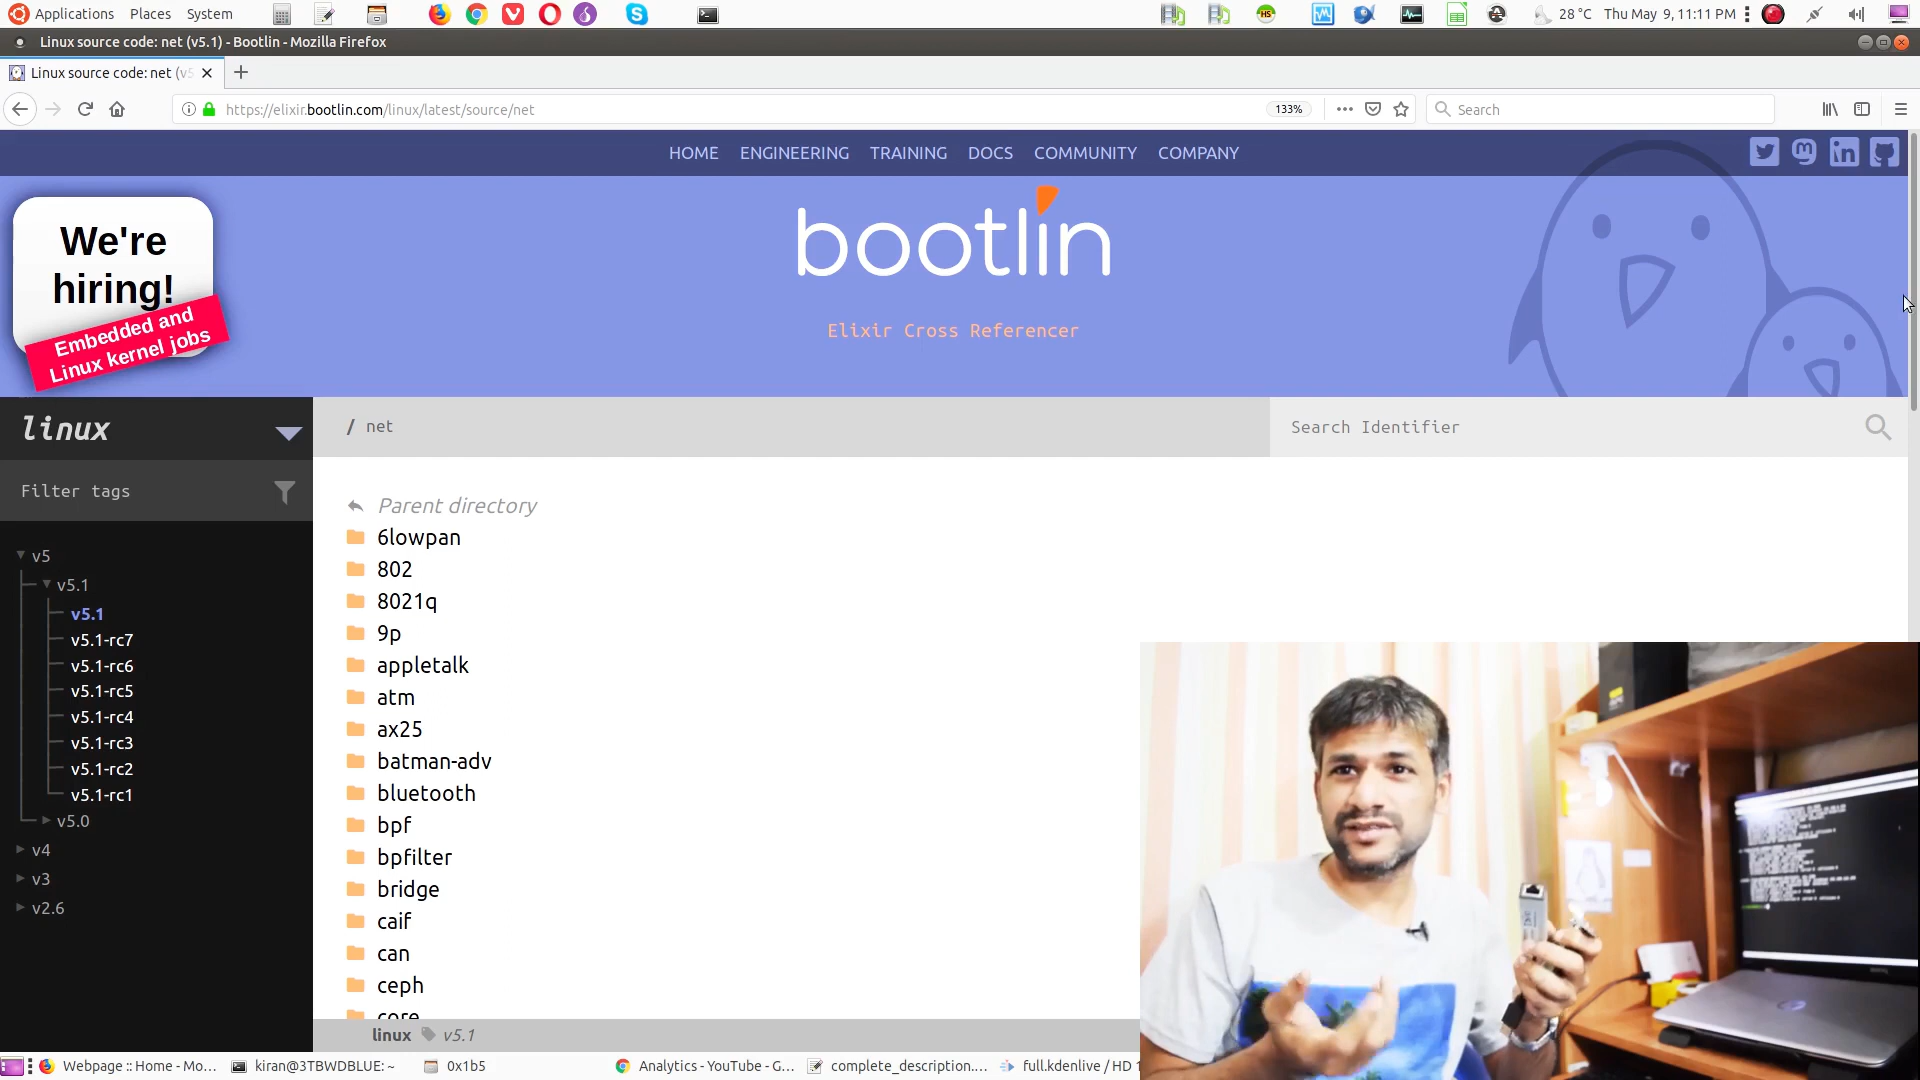 Applications Places System
28 °C Thu May 9, 11:11 PM
Linux source code: net (v5.1) - Bootlin - Mozilla Firefox
Linux source code: net (v5
https://elixir.bootlin.com/linux/latest/source/net
133%
Search
HOME ENGINEERING TRAINING DOCS COMMUNITY COMPANY
We're
hiring!
Embedded and
Linux kernel jobs
bootlin
Elixir Cross Referencer
linux
/ net
Search Identifier
Filter tags
v5
v5.1
v5.1
v5.1-rc7
v5.1-rc6
v5.1-rc5
v5.1-rc4
v5.1-rc3
v5.1-rc2
v5.1-rc1
v5.0
v4
v3
v2.6
Parent directory
6lowpan
802
8021q
9p
appletalk
atm
ax25
batman-adv
bluetooth
bpf
bpfilter
bridge
caif
can
ceph
core
linux v5.1
Webpage :: Home - Mo...
kiran@3TBWDBLUE: ~
0x1b5
Analytics - YouTube - G...
complete_description....
full.kdenlive / HD 1